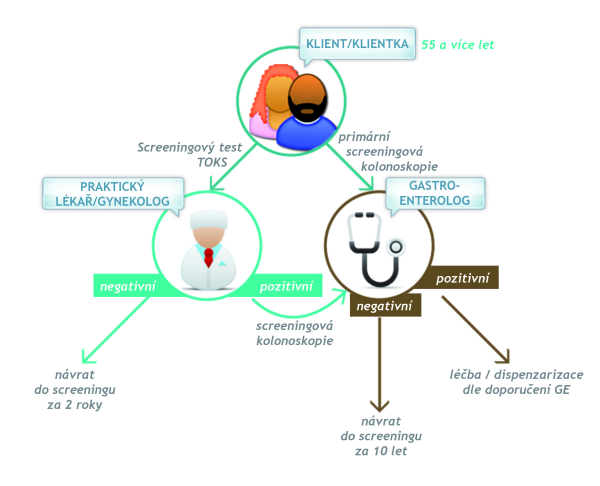 KLIENT/KLIENTKA
55 a více let
Screeningový test
TOKS
primární
screeningová
kolonoskopie
PRAKTICKÝ
LÉKAŘ/GYNEKOLOG
GASTRO-
ENTEROLOG
negativní
pozitivní
negativní
pozitivní
screeningová
kolonoskopie
návrat
do screeningu
za 2 roky
léčba / dispenzarizace
dle doporučení GE
návrat
do screeningu
za 10 let